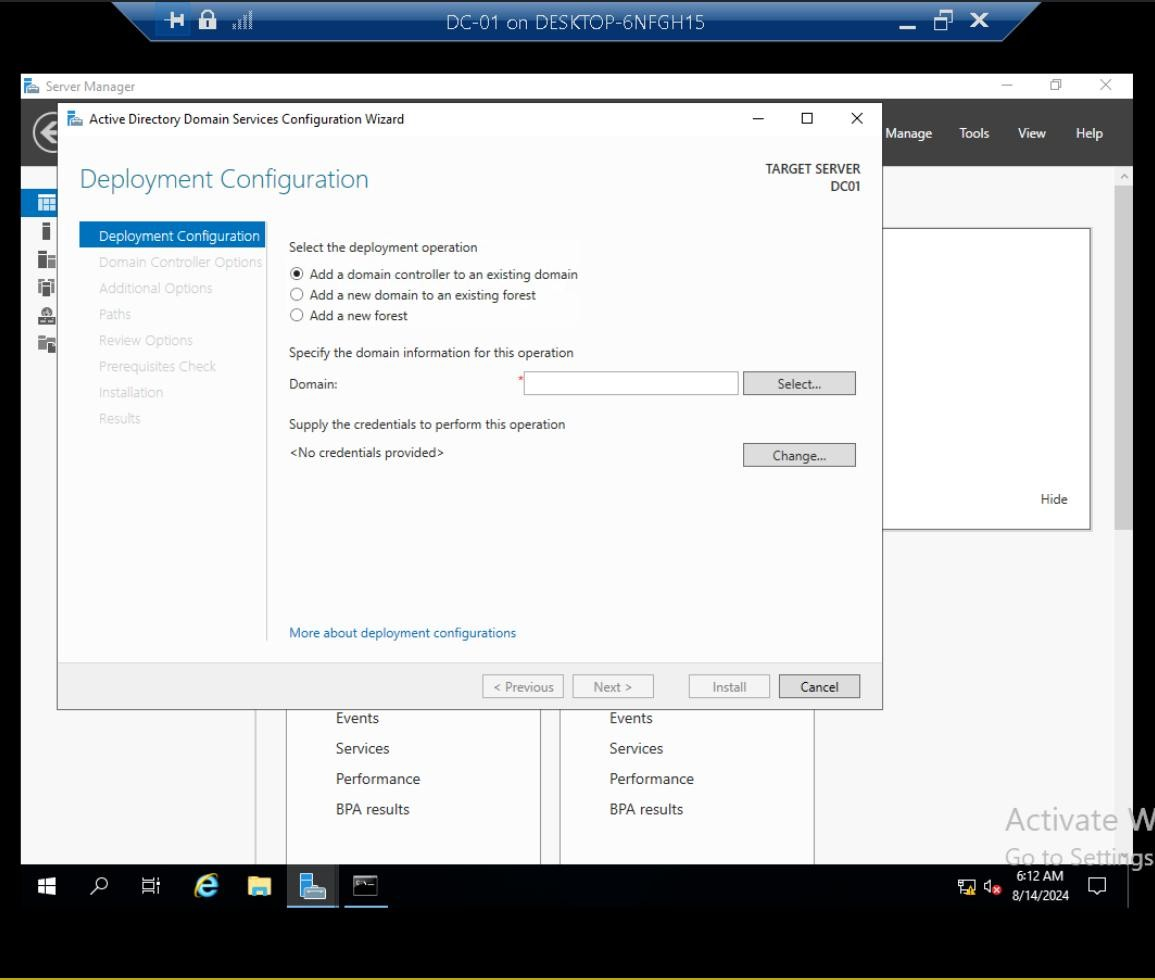 DC-01 on DESKTOP-6NFGH15
Server Manager
Active Directory Domain Services Configuration Wizard
Manage Tools View Help
Deployment Configuration
TARGET SERVER
DC01
Deployment Configuration
Domain Controller Options
Additional Options
Paths
Review Options
Prerequisites Check
Installation
Results
Select the deployment operation
Add a domain controller to an existing domain
Add a new domain to an existing forest
Add a new forest
Specify the domain information for this operation
Domain: * Select...
Supply the credentials to perform this operation
<No credentials provided> Change...
Hide
More about deployment configurations
< Previous Next > Install Cancel
Events Events
Services Services
Performance Performance
BPA results BPA results
Activate W
Go to Settings
6:12 AM
8/14/2024